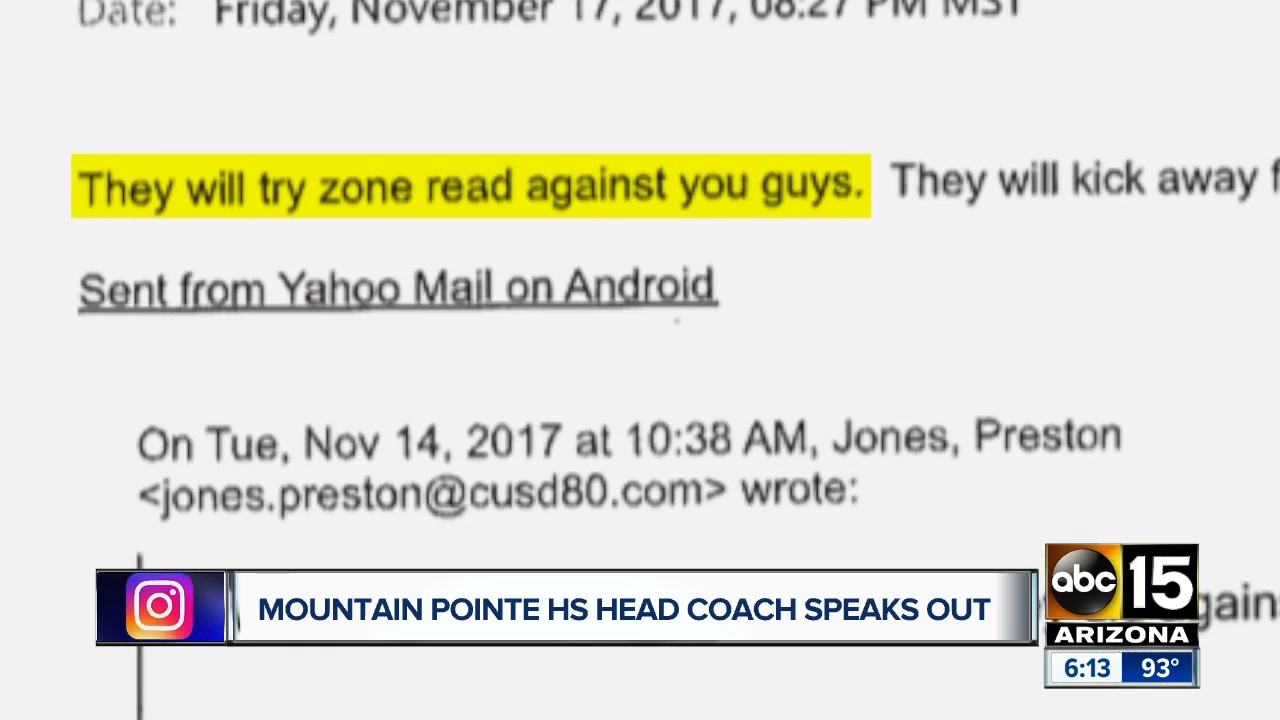 Date: Friday, November 17, 2017, 08:27 PM MST
They will try zone read against you guys. They will kick away
Sent from Yahoo Mail on Android
On Tue, Nov 14, 2017 at 10:38 AM, Jones, Preston
<jones.preston@cusd80.com> wrote:
MOUNTAIN POINTE HS HEAD COACH SPEAKS OUT
abc 15
ARIZONA
6:13 93°